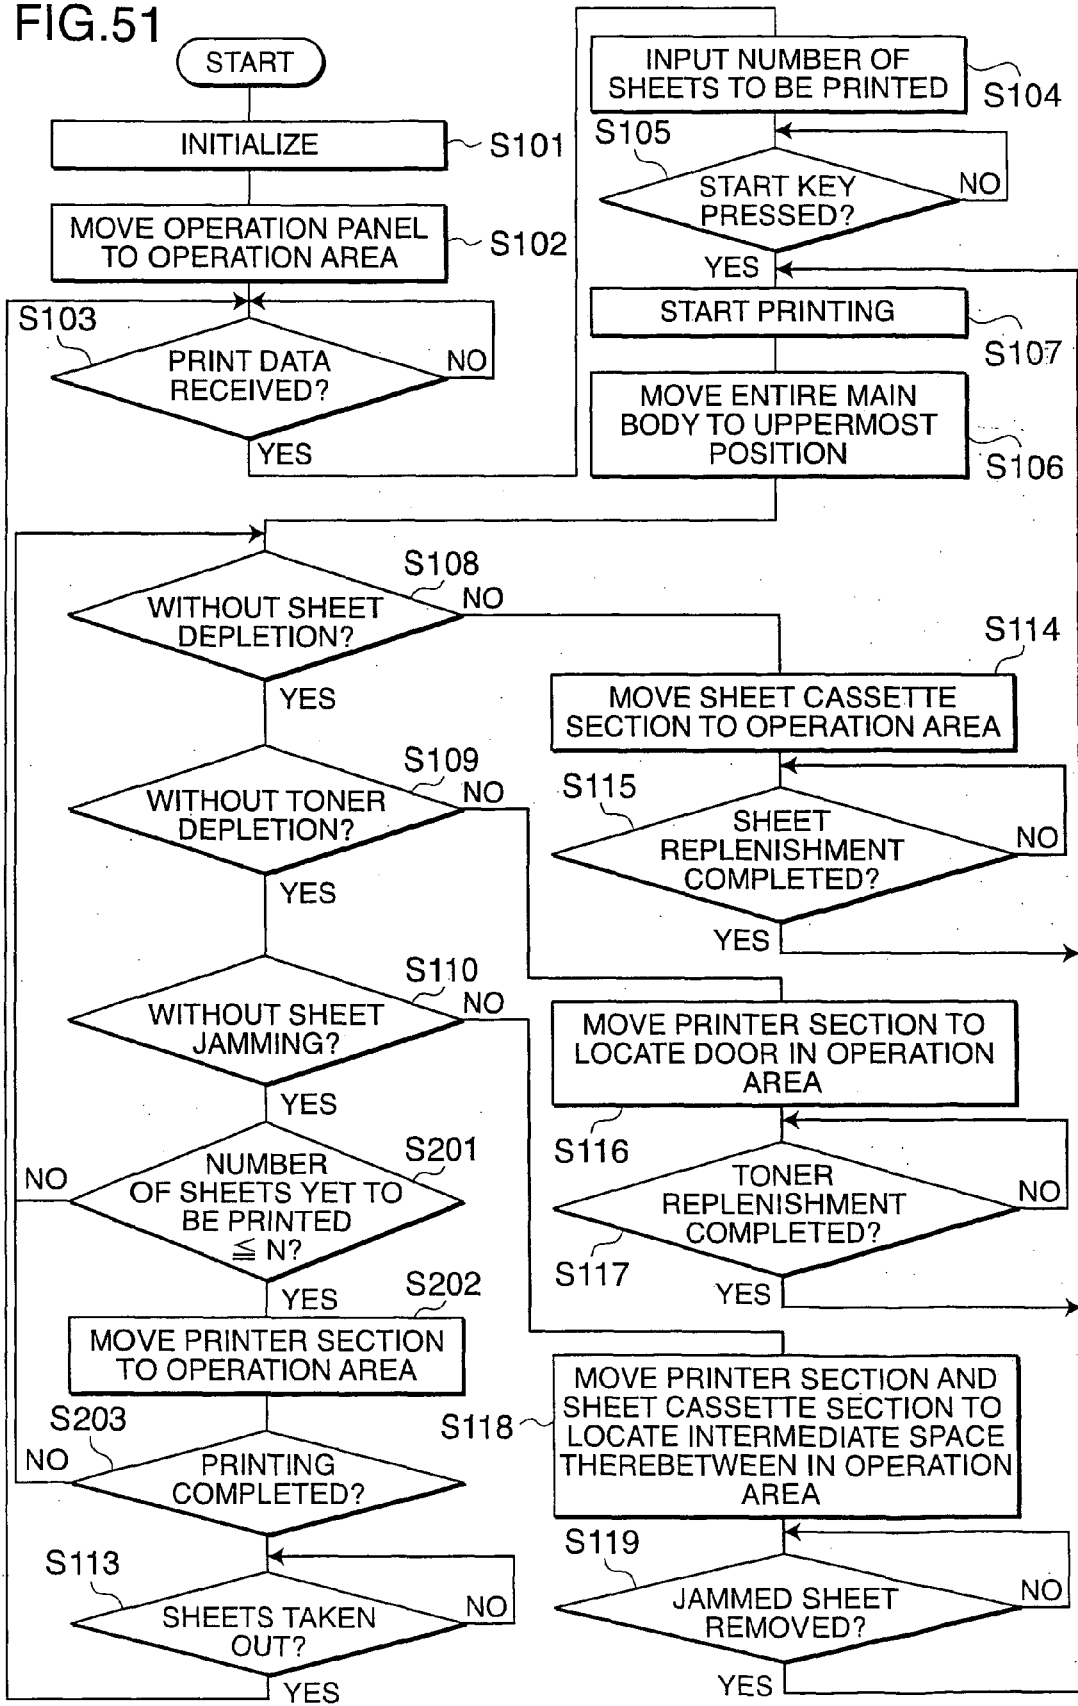 FIG.51
START
INITIALIZE
S101
MOVE OPERATION PANEL
TO OPERATION AREA
S102
S103
PRINT DATA
RECEIVED?
NO
YES
INPUT NUMBER OF
SHEETS TO BE PRINTED
S104
S105
START KEY
PRESSED?
NO
YES
START PRINTING
S107
MOVE ENTIRE MAIN
BODY TO UPPERMOST
POSITION
S106
S108
WITHOUT SHEET
DEPLETION?
NO
YES
S114
MOVE SHEET CASSETTE
SECTION TO OPERATION AREA
S115
SHEET
REPLENISHMENT
COMPLETED?
NO
YES
S109
WITHOUT TONER
DEPLETION?
NO
YES
S110
WITHOUT SHEET
JAMMING?
NO
YES
MOVE PRINTER SECTION TO
LOCATE DOOR IN OPERATION
AREA
S116
TONER
REPLENISHMENT
COMPLETED?
NO
S117
YES
S201
NUMBER
OF SHEETS YET TO
BE PRINTED
≦ N?
NO
YES
S202
MOVE PRINTER SECTION
TO OPERATION AREA
S203
PRINTING
COMPLETED?
NO
S118
MOVE PRINTER SECTION AND
SHEET CASSETTE SECTION TO
LOCATE INTERMEDIATE SPACE
THEREBETWEEN IN OPERATION
AREA
S113
SHEETS TAKEN
OUT?
NO
YES
S119
JAMMED SHEET
REMOVED?
NO
YES